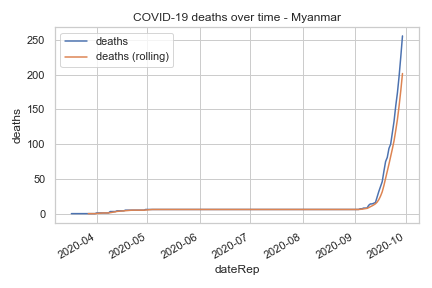 COVID-19 deaths over time - Myanmar
deaths
deaths (rolling)
250
200
150
100
50
0
deaths
2020-04
2020-05
2020-06
2020-07
2020-08
2020-09
2020-10
dateRep